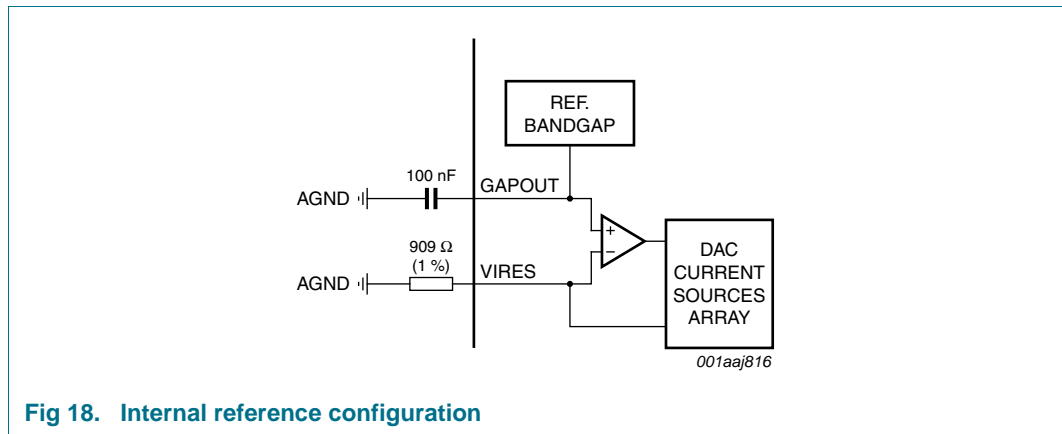 REF.
BANDGAP
100 nF
GAPOUT
AGND
909 Ω
(1 %)
VIRES
AGND
+
−
DAC
CURRENT
SOURCES
ARRAY
001aaj816
Fig 18. Internal reference configuration